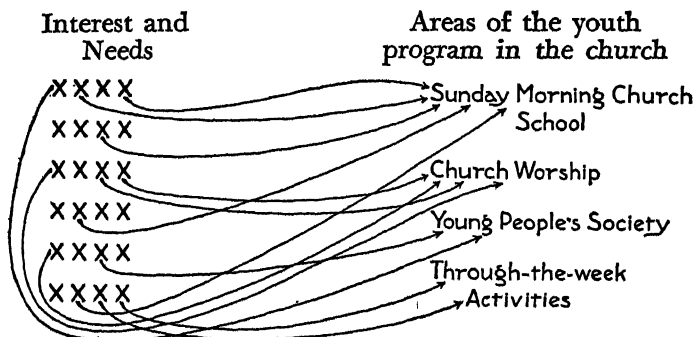 Interest and
Needs
Areas of the youth
program in the church
X X X X
X X X X
X X X X
X X X X
X X X X
X X X X
Sunday Morning Church
School
Church Worship
Young People's Society
Through-the-week
Activities